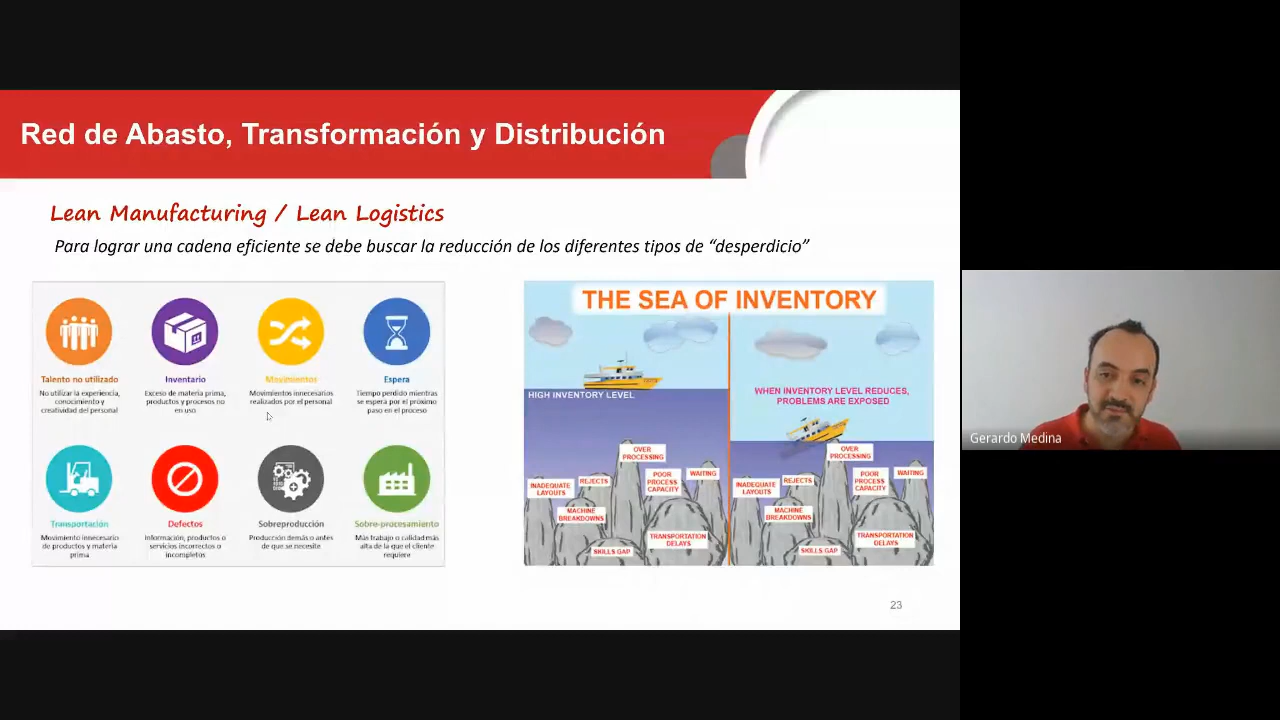 Red de Abasto, Transformación y Distribución
Lean Manufacturing / Lean Logistics
Para lograr una cadena eficiente se debe buscar la reducción de los diferentes tipos de “desperdicio”
Talento no utilizado
No utilizar la experiencia,
conocimiento y
creatividad del personal
Inventario
Exceso de materia prima,
productos y procesos no
en uso
Movimientos
Movimientos innecesarios
realizados por el personal
Espera
Tiempo perdido mientras
se espera por el próximo
paso en el proceso
Transportación
Movimiento innecesario
de productos y materia
prima
Defectos
Información, productos o
servicios incorrectos o
incompletos
Sobreproducción
Producción demás o antes
de que se necesite
Sobre-procesamiento
Más trabajo o calidad más
alta de la que el cliente
requiere
THE SEA OF INVENTORY
HIGH INVENTORY LEVEL
OVER
PROCESSING
POOR
PROCESS
CAPACITY
WAITING
REJECTS
INADEQUATE
LAYOUTS
MACHINE
BREAKDOWNS
TRANSPORTATION
DELAYS
SKILLS GAP
WHEN INVENTORY LEVEL REDUCES,
PROBLEMS ARE EXPOSED
OVER
PROCESSING
POOR
PROCESS
CAPACITY
WAITING
REJECTS
INADEQUATE
LAYOUTS
MACHINE
BREAKDOWNS
TRANSPORTATION
DELAYS
SKILLS GAP
23
Gerardo Medina